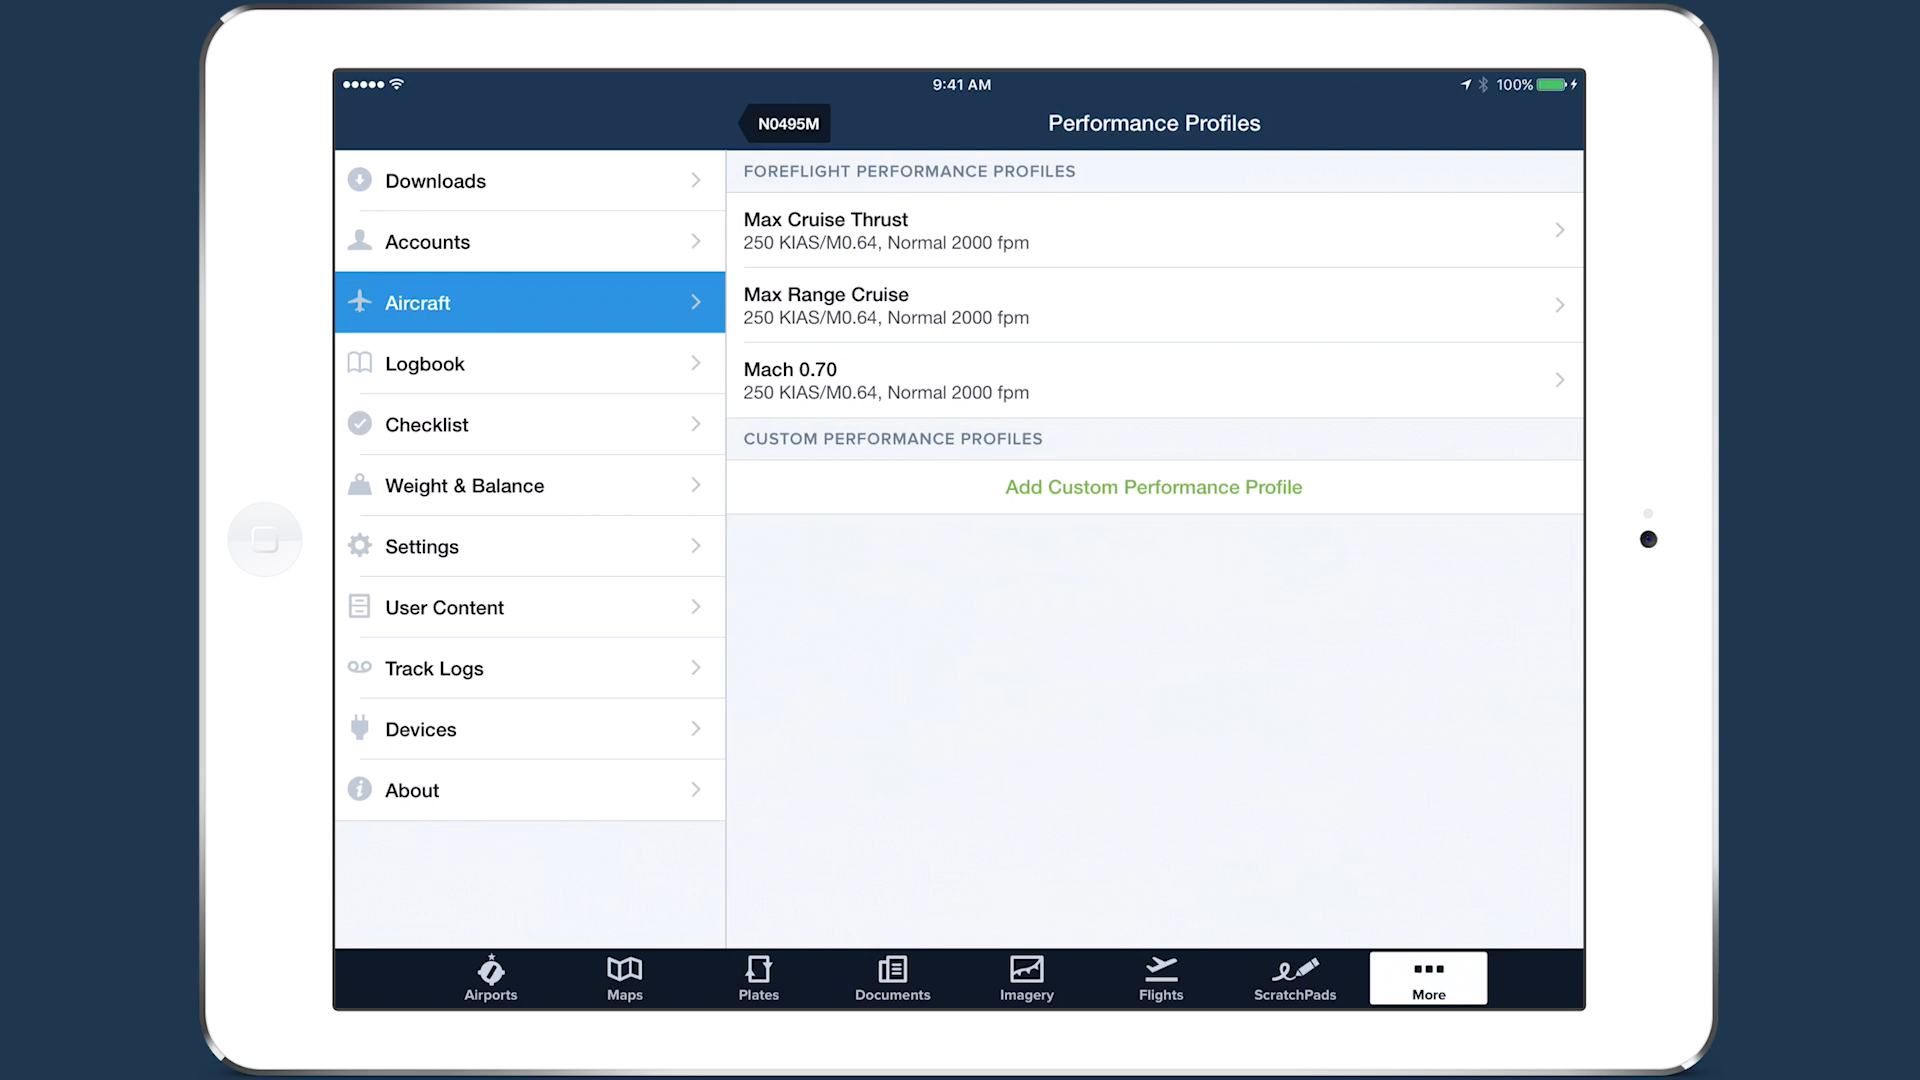 9:41 AM
100%
N0495M
Performance Profiles
Downloads
Accounts
Aircraft
Logbook
Checklist
Weight & Balance
Settings
User Content
Track Logs
Devices
About
FOREFLIGHT PERFORMANCE PROFILES
Max Cruise Thrust
250 KIAS/M0.64, Normal 2000 fpm
Max Range Cruise
250 KIAS/M0.64, Normal 2000 fpm
Mach 0.70
250 KIAS/M0.64, Normal 2000 fpm
CUSTOM PERFORMANCE PROFILES
Add Custom Performance Profile
Airports
Maps
Plates
Documents
Imagery
Flights
ScratchPads
More